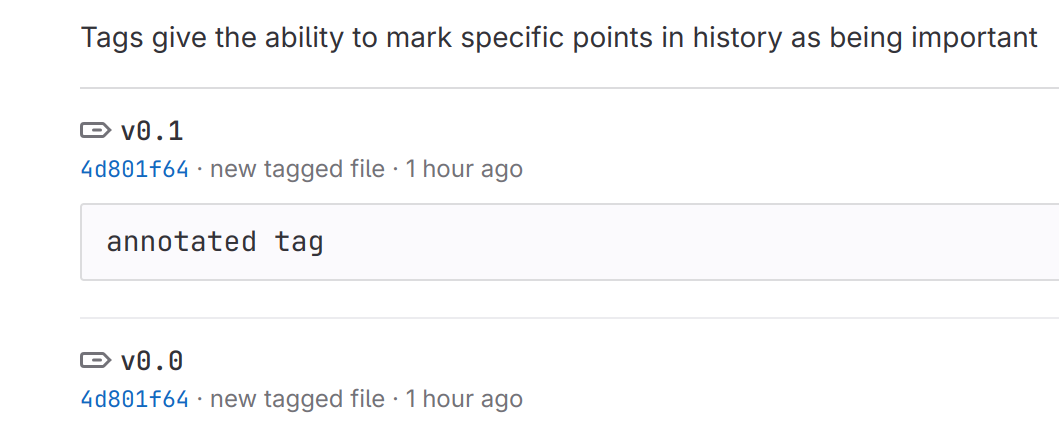 Tags give the ability to mark specific points in history as being important
v0.1
4d801f64 · new tagged file · 1 hour ago
annotated tag
v0.0
4d801f64 · new tagged file · 1 hour ago